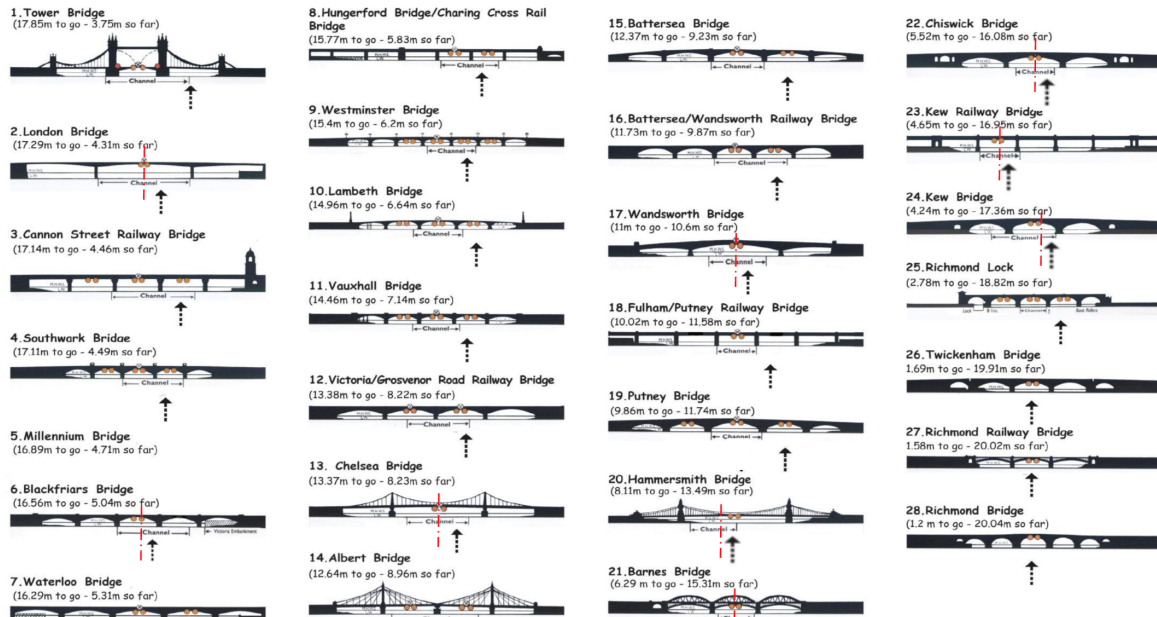 1.Tower Bridge
(17.85m to go - 3.75m so far)
Channel
2.London Bridge
(17.29m to go - 4.31m so far)
Channel
3.Cannon Street Railway Bridge
(17.14m to go - 4.46m so far)
Channel
4.Southwark Bridge
(17.11m to go - 4.49m so far)
Channel
5.Millennium Bridge
(16.89m to go - 4.71m so far)
6.Blackfriars Bridge
(16.56m to go - 5.04m so far)
Channel
Victoria Embankment
7.Waterloo Bridge
(16.29m to go - 5.31m so far)
8.Hungerford Bridge/Charing Cross Rail
Bridge
(15.77m to go - 5.83m so far)
Channel
9.Westminster Bridge
(15.4m to go - 6.2m so far)
Channel
10.Lambeth Bridge
(14.96m to go - 6.64m so far)
Channel
11.Vauxhall Bridge
(14.46m to go - 7.14m so far)
Channel
12.Victoria/Grosvenor Road Railway Bridge
(13.38m to go - 8.22m so far)
Channel
13. Chelsea Bridge
(13.37m to go - 8.23m so far)
Channel
14.Albert Bridge
(12.64m to go - 8.96m so far)
Channel
15.Battersea Bridge
(12.37m to go - 9.23m so far)
Channel
16.Battersea/Wandsworth Railway Bridge
(11.73m to go - 9.87m so far)
Channel
17.Wandsworth Bridge
(11m to go - 10.6m so far)
Channel
18.Fulham/Putney Railway Bridge
(10.02m to go - 11.58m so far)
Channel
19.Putney Bridge
(9.86m to go - 11.74m so far)
Channel
20.Hammersmith Bridge
(8.11m to go - 13.49m so far)
Channel
21.Barnes Bridge
(6.29 m to go - 15.31m so far)
Channel
22.Chiswick Bridge
(5.52m to go - 16.08m so far)
Channel
23.Kew Railway Bridge
(4.65m to go - 16.95m so far)
Channel
24.Kew Bridge
(4.24m to go - 17.36m so far)
Channel
25.Richmond Lock
(2.78m to go - 18.82m so far)
Lock
Channel
Boat Rollers
26.Twickenham Bridge
1.69m to go - 19.91m so far)
27.Richmond Railway Bridge
1.58m to go - 20.02m so far)
28.Richmond Bridge
(1.2 m to go - 20.04m so far)